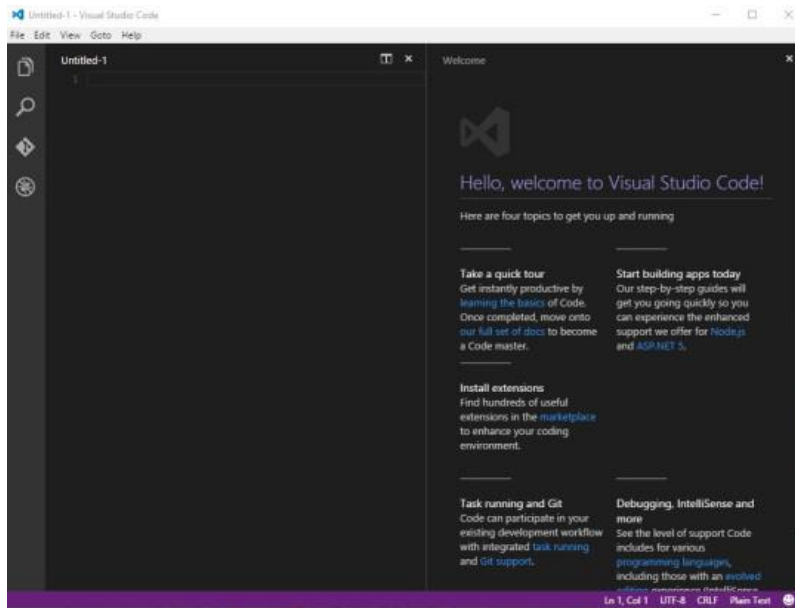 Untitled-1 - Visual Studio Code
File Edit View Goto Help
Untitled-1
1
Welcome
Hello, welcome to Visual Studio Code!
Here are four topics to get you up and running
Take a quick tour
Get instantly productive by
learning the basics of Code.
Once completed, move onto
our full set of docs to become
a Code master.
Start building apps today
Our step-by-step guides will
get you going quickly so you
can experience the enhanced
support we offer for Node.js
and ASP.NET 5.
Install extensions
Find hundreds of useful
extensions in the marketplace
to enhance your coding
environment.
Task running and Git
Code can participate in your
existing development workflow
with integrated task running
and Git support.
Debugging, IntelliSense and
more
See the level of support Code
includes for various
programming languages,
including those with an evolved
editing experience (IntelliSense,
Ln 1, Col 1 UTF-8 CRLF Plain Text